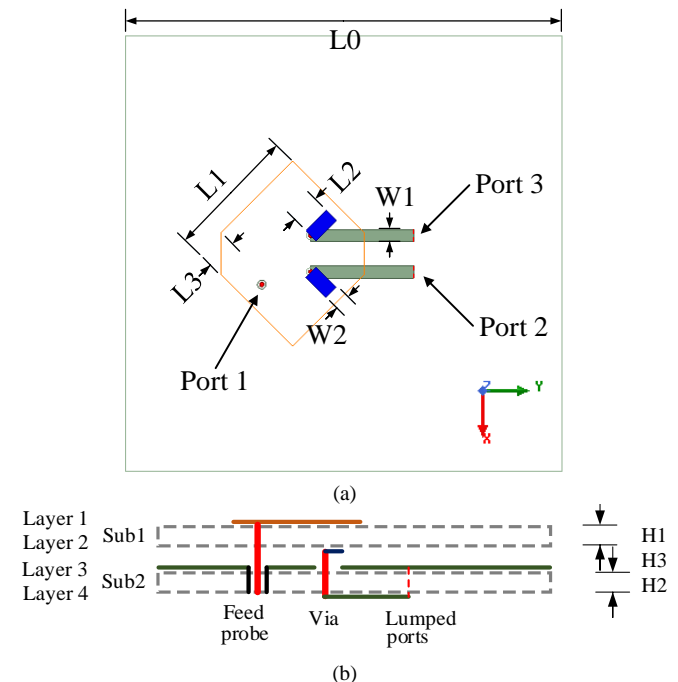 L0
L1
L2
W1
Port 3
L3
W2
Port 2
Port 1
Z
Y
X
(a)
Layer 1
Layer 2
Sub1
Layer 3
Layer 4
Sub2
H1
H3
H2
Feed
probe
Via
Lumped
ports
(b)